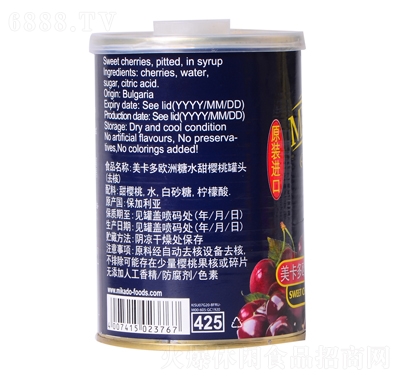 6888.TV
Sweet cherries, pitted, in syrup
Ingredients: cherries, water,
sugar, citric acid.
Origin: Bulgaria
Expiry date: See lid(YYYY/MM/DD)
Production date: See lid(YYYY/MM/DD)
Storage: Dry and cool condition
No artificial flavours, No preserva-
tives,No colorings added!
食品名称:美卡多欧洲糖水甜樱桃罐头
(去核)
配料: 甜樱桃, 水, 白砂糖, 柠檬酸.
原产国: 保加利亚
保质期至: 见罐盖喷码处(年/月/日)
生产日期: 见罐盖喷码处(年/月/日)
贮藏方法: 阴凉干燥处保存
注意事项: 原料经自动去核设备去核,
不排除可能存在少量樱桃果核或碎片
无添加人工香精/防腐剂/色素
www.mikado-foods.com
4007415023767
425
原装进口
M
美卡多
SWEET
火爆休闲食品招商网